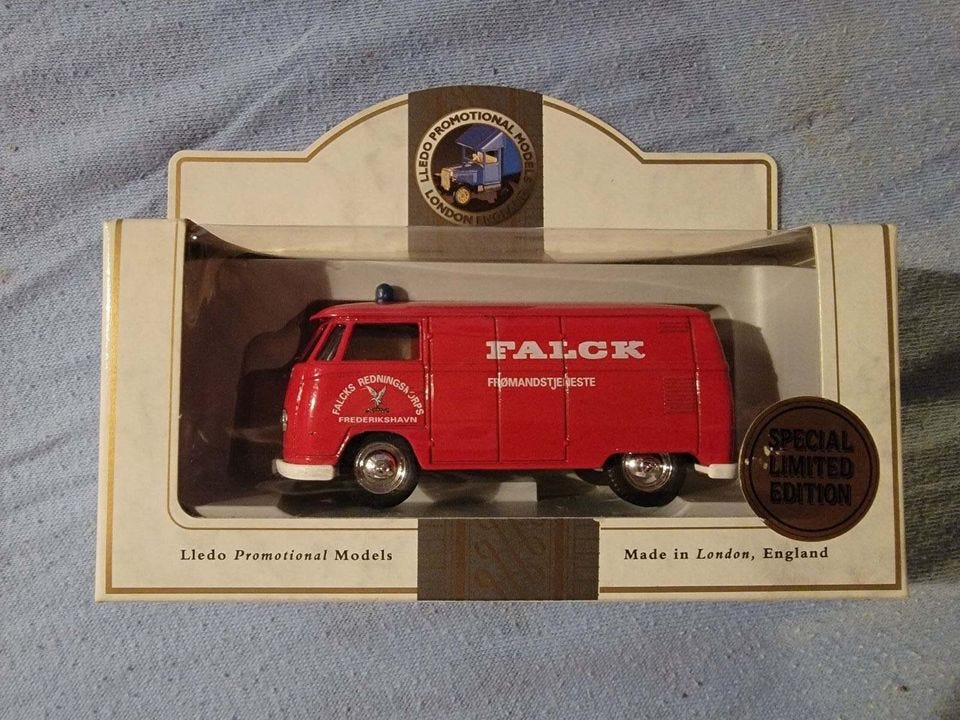 LLEDO PROMOTIONAL MODELS
LONDON ENGLAND
FALCK
FRØMANDSTJENESTE
FALCKS REDNINGSKORPS
FREDERIKSHAVN
SPECIAL
LIMITED
EDITION
Lledo Promotional Models
Made in London, England